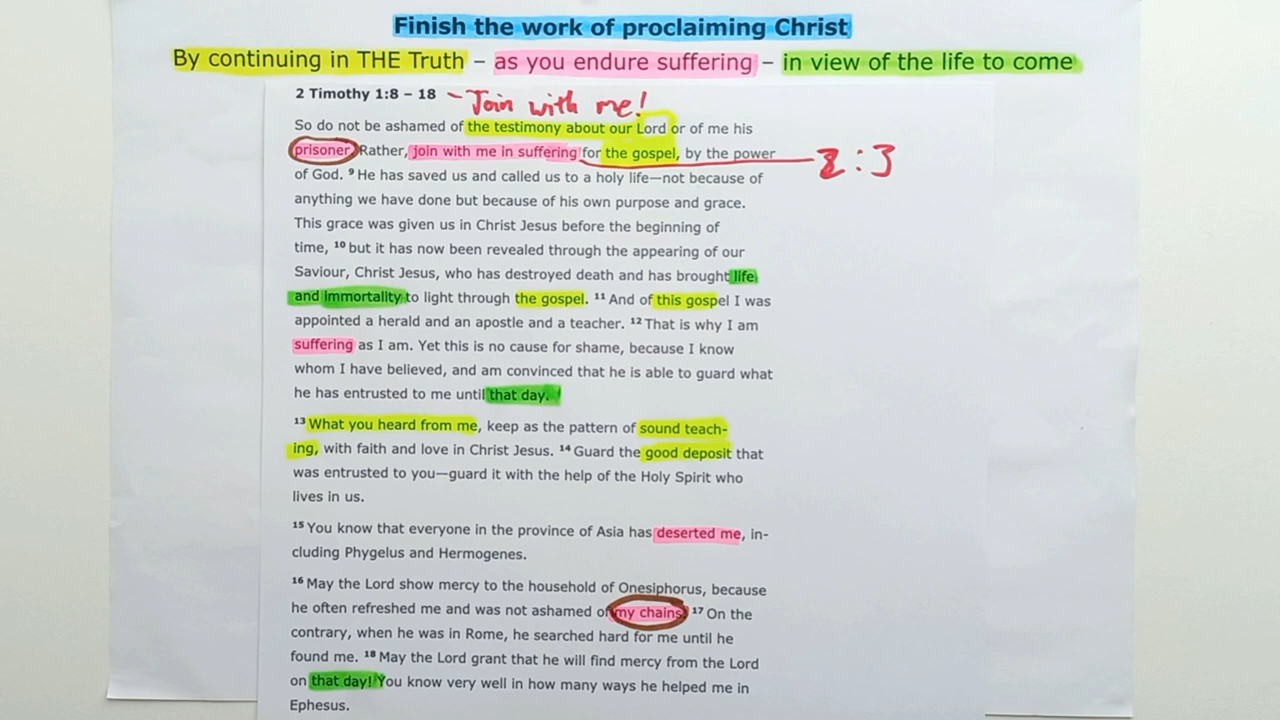 Finish the work of proclaiming Christ
By continuing in THE Truth – as you endure suffering – in view of the life to come
2 Timothy 1:8 – 18 – Join with me!
So do not be ashamed of the testimony about our Lord or of me his
prisoner. Rather, join with me in suffering for the gospel, by the power 2:3
of God. ⁹ He has saved us and called us to a holy life—not because of
anything we have done but because of his own purpose and grace.
This grace was given us in Christ Jesus before the beginning of
time, ¹⁰ but it has now been revealed through the appearing of our
Saviour, Christ Jesus, who has destroyed death and has brought life
and immortality to light through the gospel. ¹¹ And of this gospel I was
appointed a herald and an apostle and a teacher. ¹² That is why I am
suffering as I am. Yet this is no cause for shame, because I know
whom I have believed, and am convinced that he is able to guard what
he has entrusted to me until that day.
¹³ What you heard from me, keep as the pattern of sound teach-
ing, with faith and love in Christ Jesus. ¹⁴ Guard the good deposit that
was entrusted to you—guard it with the help of the Holy Spirit who
lives in us.
¹⁵ You know that everyone in the province of Asia has deserted me, in-
cluding Phygelus and Hermogenes.
¹⁶ May the Lord show mercy to the household of Onesiphorus, because
he often refreshed me and was not ashamed of my chains. ¹⁷ On the
contrary, when he was in Rome, he searched hard for me until he
found me. ¹⁸ May the Lord grant that he will find mercy from the Lord
on that day! You know very well in how many ways he helped me in
Ephesus.